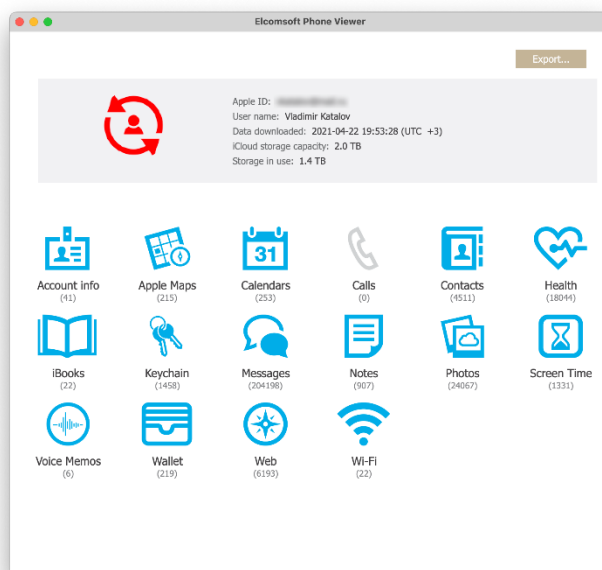 Elcomsoft Phone Viewer
Export...
Apple ID:
User name: Vladimir Katalov
Data downloaded: 2021-04-22 19:53:28 (UTC +3)
iCloud storage capacity: 2.0 TB
Storage in use: 1.4 TB
31
Account info Apple Maps Calendars Calls Contacts Health
(41) (215) (253) (0) (4511) (18044)
iBooks Keychain Messages Notes Photos Screen Time
(22) (1458) (204198) (907) (24067) (1331)
Voice Memos Wallet Web Wi-Fi
(6) (219) (6193) (22)